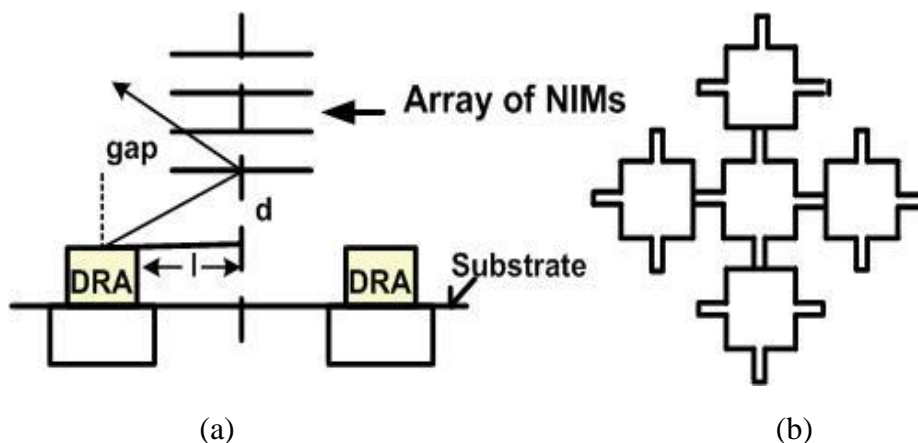 Array of NIMs
gap
d
DRA
l
DRA
Substrate
(a)
(b)